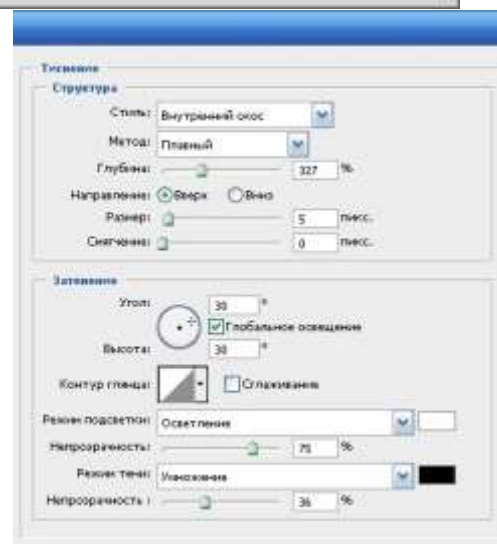 Тиснение
Структура
Стиль: Внутренний скос
Метод: Плавный
Глубина: 327 %
Направление: Вверх Вниз
Размер: 5 пикс.
Смягчение: 0 пикс.
Затенение
Угол: 30 °
Глобальное освещение
Высота: 30 °
Контур глянца: Сглаживание
Режим подсветки: Осветление
Непрозрачность: 75 %
Режим тени: Умножение
Непрозрачность : 36 %